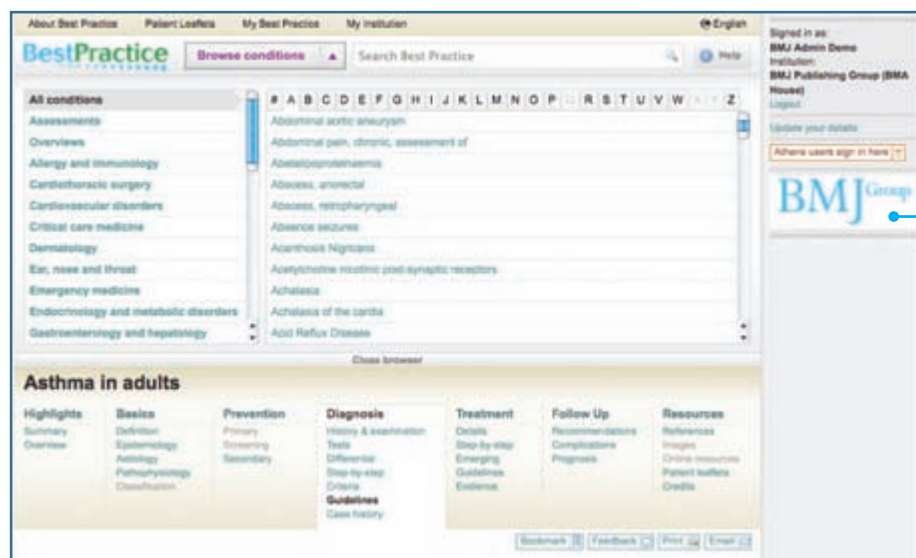 About Best Practice Patient Leaflets My Best Practice My Institution English
BestPractice Browse conditions Search Best Practice Help
Signed in as:
BMJ Admin Demo
Institution:
BMJ Publishing Group (BMA
House)
Logout
Update your details
Athens users sign in here
BMJ Group
All conditions
Assessments
Overviews
Allergy and immunology
Cardiothoracic surgery
Cardiovascular disorders
Critical care medicine
Dermatology
Ear, nose and throat
Emergency medicine
Endocrinology and metabolic disorders
Gastroenterology and hepatology
# A B C D E F G H I J K L M N O P R S T U V W Z
Abdominal aortic aneurysm
Abdominal pain, chronic, assessment of
Abetalipoproteinaemia
Abscess, anorectal
Abscess, retropharyngeal
Absence seizures
Acanthosis Nigricans
Acetylcholine nicotinic post-synaptic receptors
Achalasia
Achalasia of the cardia
Acid Reflux Disease
Close browser
Asthma in adults
Highlights
Summary
Overview
Basics
Definition
Epidemiology
Aetiology
Pathophysiology
Classification
Prevention
Primary
Screening
Secondary
Diagnosis
History & examination
Tests
Differential
Step-by-step
Criteria
Guidelines
Case history
Treatment
Details
Step-by-step
Emerging
Guidelines
Evidence
Follow Up
Recommendations
Complications
Prognosis
Resources
References
Images
Online resources
Patient leaflets
Credits
Bookmark Feedback Print Email